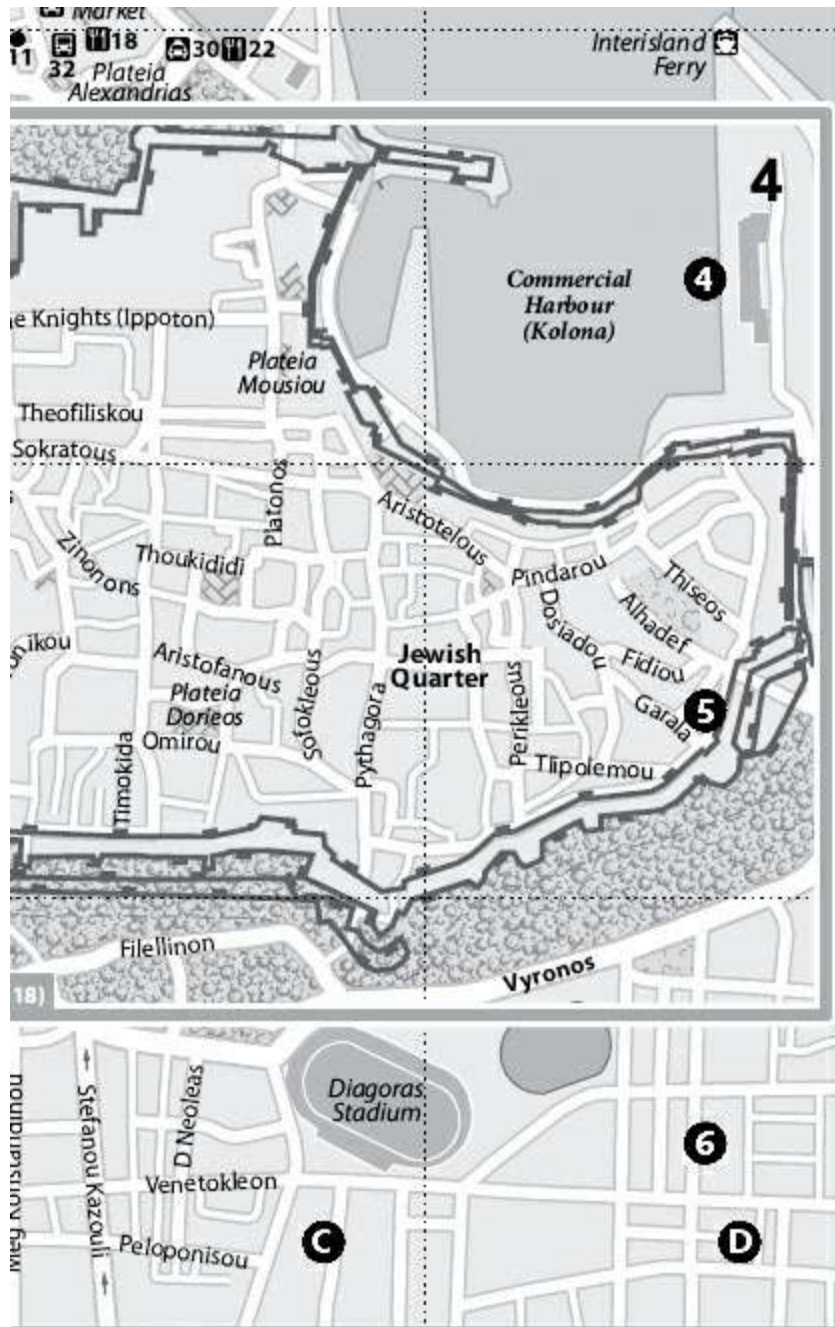 Market
11
32
18
30
22
Plateia
Alexandrias
Interisland
Ferry
4
4
Commercial
Harbour
(Kolona)
e Knights (Ippoton)
Plateia
Mousiou
Theofiliskou
Sokratous
Platonos
Aristotelous
Zinonons
Thoukididi
Pindarou
Thiseos
Alhadef
Dosiadou
Fidiou
Garala
5
onikou
Aristofanous
Plateia
Dorieos
Omirou
Sofokleous
Pythagora
Jewish
Quarter
Perikleous
Tlipolemou
Timokida
Filellinon
Vyronos
18)
Diagoras
Stadium
Stefanou Kazouli
D Neoleas
Venetokleon
Peloponisou
6
C
D